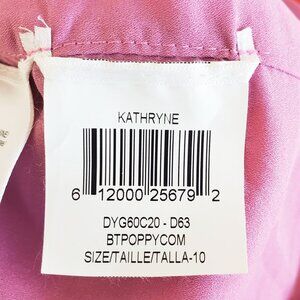 KATHRYNE
6 12000 25679 2
DYG60C20 - D63
BTPOPPYCOM
SIZE/TAILLE/TALLA-10